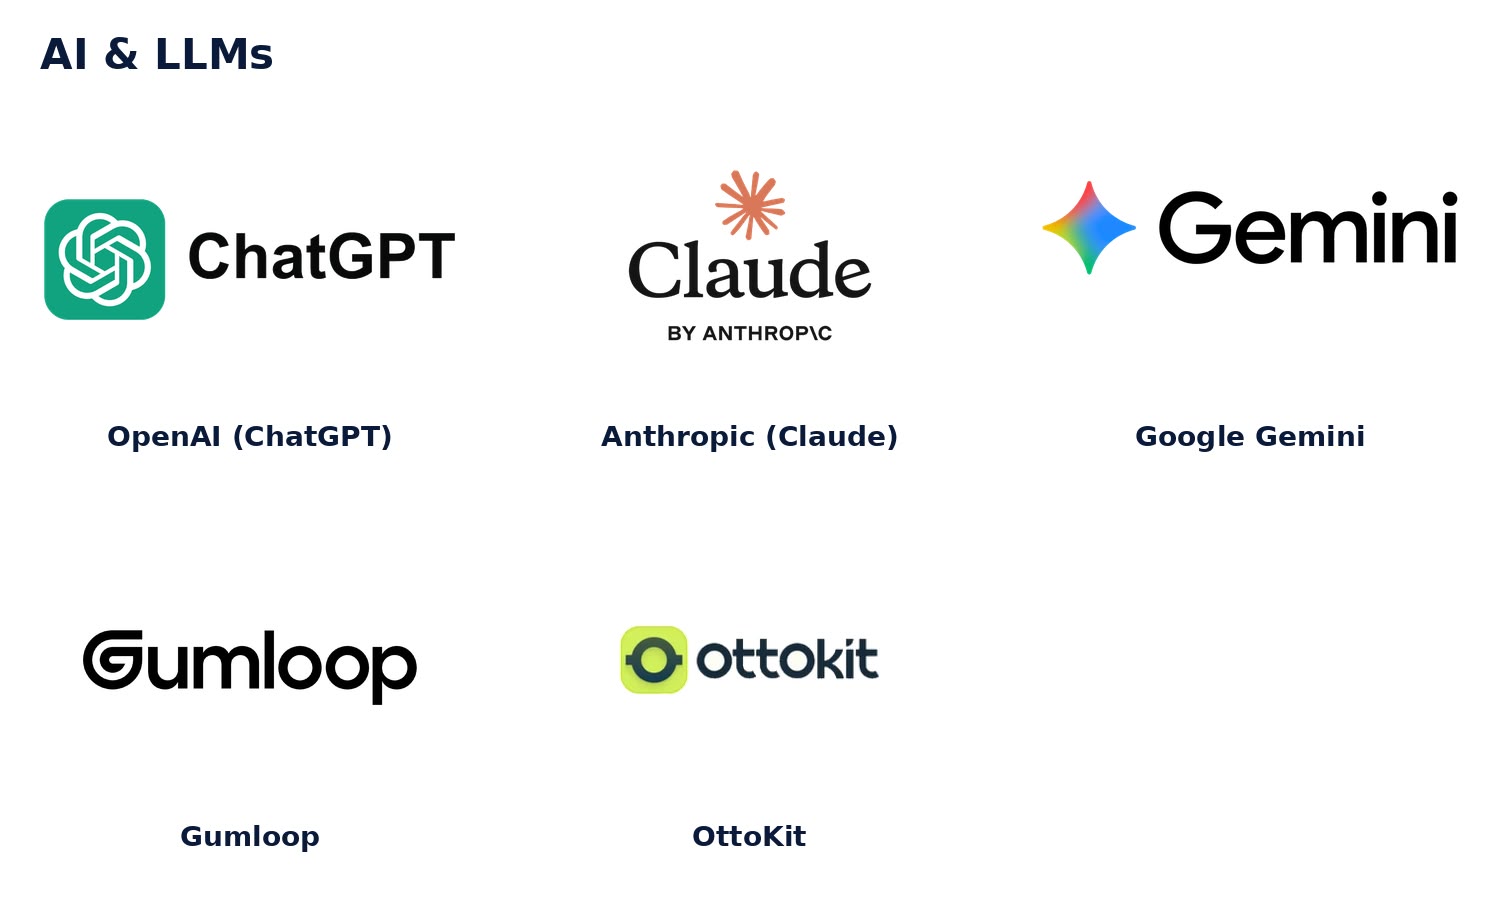 AI & LLMs
ChatGPT
Claude
BY ANTHROP\C
Gemini
OpenAI (ChatGPT)
Anthropic (Claude)
Google Gemini
Gumloop
ottokit
Gumloop
OttoKit